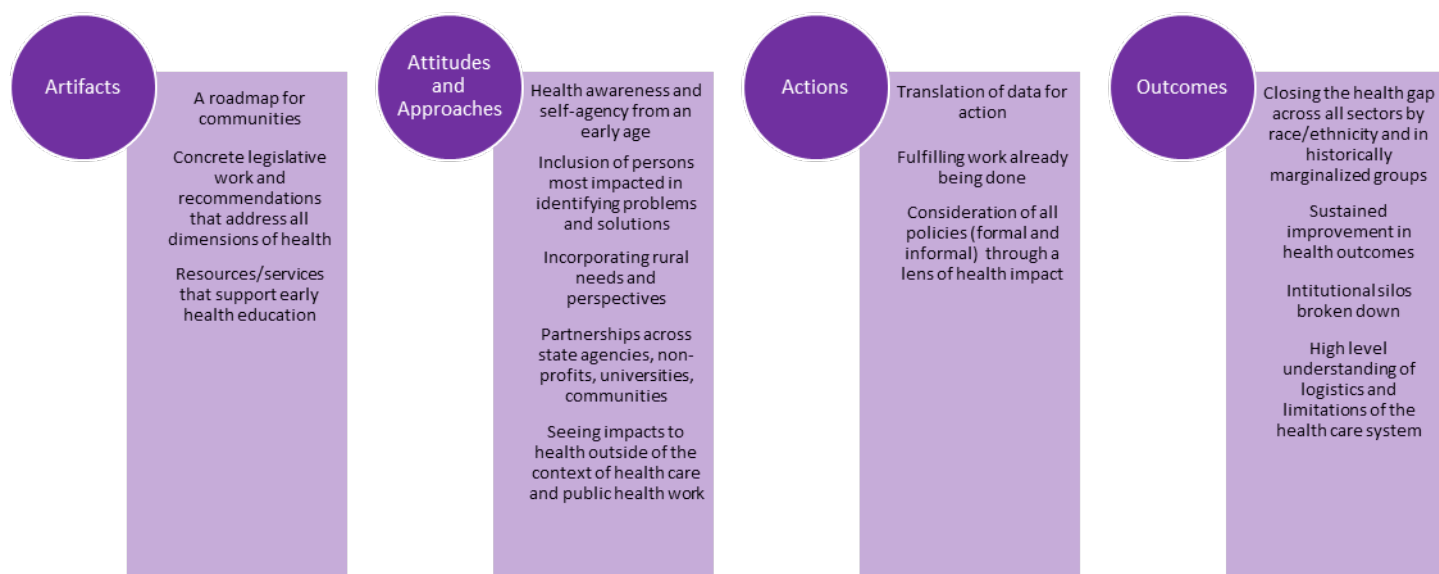 Artifacts
A roadmap for
communities
Concrete legislative
work and
recommendations
that address all
dimensions of health
Resources/services
that support early
health education
Attitudes
and
Approaches
Health awareness and
self-agency from an
early age
Inclusion of persons
most impacted in
identifying problems
and solutions
Incorporating rural
needs and
perspectives
Partnerships across
state agencies, non-
profits, universities,
communities
Seeing impacts to
health outside of the
context of health care
and public health work
Actions
Translation of data for
action
Fulfilling work already
being done
Consideration of all
policies (formal and
informal) through a
lens of health impact
Outcomes
Closing the health gap
across all sectors by
race/ethnicity and in
historically
marginalized groups
Sustained
improvement in
health outcomes
Intitutional silos
broken down
High level
understanding of
logistics and
limitations of the
health care system